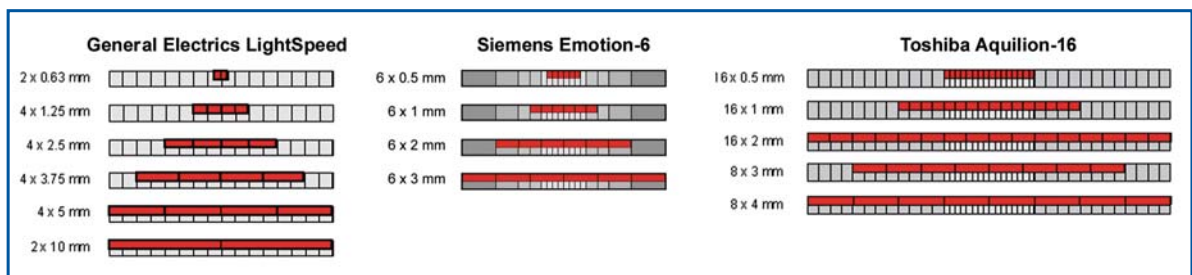 General Electrics LightSpeed
2 x 0.63 mm
4 x 1.25 mm
4 x 2.5 mm
4 x 3.75 mm
4 x 5 mm
2 x 10 mm
Siemens Emotion-6
6 x 0.5 mm
6 x 1 mm
6 x 2 mm
6 x 3 mm
Toshiba Aquilion-16
16x 0.5 mm
16 x 1 mm
16 x 2 mm
8 x 3 mm
8 x 4 mm